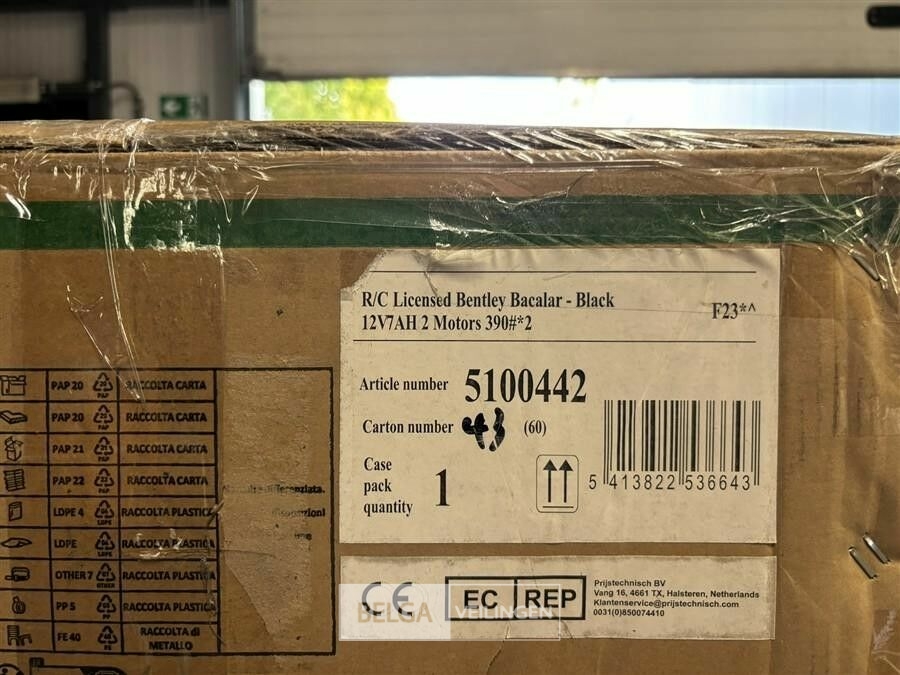 R/C Licensed Bentley Bacalar - Black
12V7AH 2 Motors 390#*2
F23*^
Article number 5100442
Carton number 43 (60)
Case
pack
quantity 1
5 413822 536643
PAP 20 RACCOLTA CARTA
PAP 20 RACCOLTA CARTA
PAP 21 RACCOLTA CARTA
PAP 22 RACCOLTA CARTA
LDPE 4 RACCOLTA PLASTICA
LDPE RACCOLTA PLASTICA
OTHER 7 RACCOLTA PLASTICA
PP 5 RACCOLTA PLASTICA
FE 40 RACCOLTA di
METALLO
CE EC REP
Prijstechnisch BV
Vang 16, 4661 TX, Halsteren, Netherlands
Klantenservice@prijstechnisch.com
0031(0)850074410
BELGA VEILINGEN